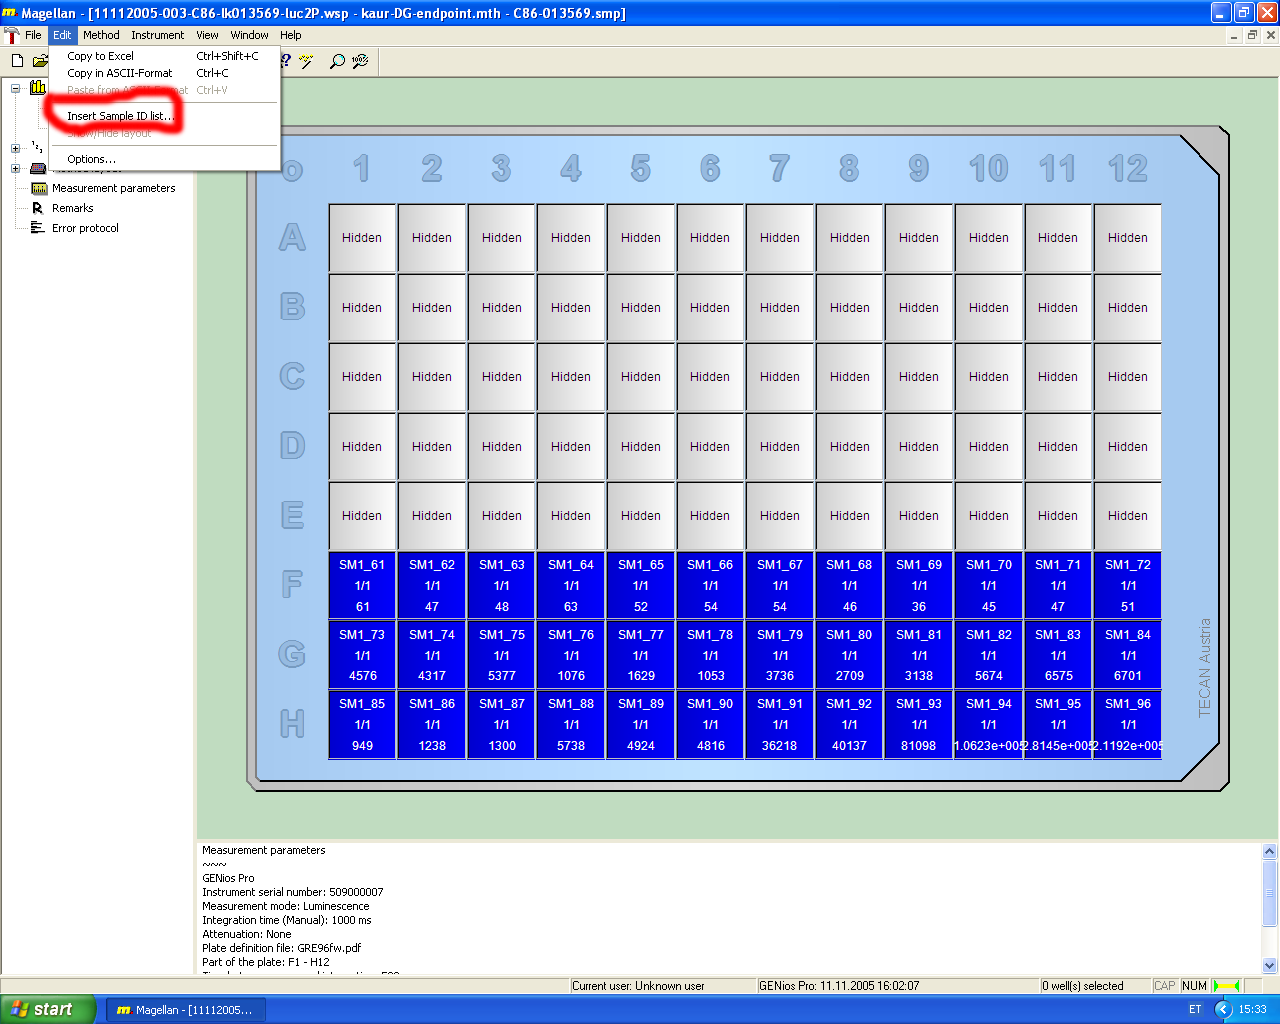 Magellan - [11112005-003-C86-lk013569-luc2P.wsp - kaur-DG-endpoint.mth - C86-013569.smp]
File Edit Method Instrument View Window Help
Copy to Excel Ctrl+Shift+C
Copy in ASCII-Format Ctrl+C
Paste from ASCII-Format Ctrl+V
Insert Sample ID list...
Show/Hide layout
Options...
Measurement parameters
Remarks
Error protocol
1 2 3 4 5 6 7 8 9 10 11 12
A Hidden Hidden Hidden Hidden Hidden Hidden Hidden Hidden Hidden Hidden Hidden Hidden
B Hidden Hidden Hidden Hidden Hidden Hidden Hidden Hidden Hidden Hidden Hidden Hidden
C Hidden Hidden Hidden Hidden Hidden Hidden Hidden Hidden Hidden Hidden Hidden Hidden
D Hidden Hidden Hidden Hidden Hidden Hidden Hidden Hidden Hidden Hidden Hidden Hidden
E Hidden Hidden Hidden Hidden Hidden Hidden Hidden Hidden Hidden Hidden Hidden Hidden
SM1_61 SM1_62 SM1_63 SM1_64 SM1_65 SM1_66 SM1_67 SM1_68 SM1_69 SM1_70 SM1_71 SM1_72
F 1/1 1/1 1/1 1/1 1/1 1/1 1/1 1/1 1/1 1/1 1/1 1/1
61 47 48 63 52 54 54 46 36 45 47 51
SM1_73 SM1_74 SM1_75 SM1_76 SM1_77 SM1_78 SM1_79 SM1_80 SM1_81 SM1_82 SM1_83 SM1_84
G 1/1 1/1 1/1 1/1 1/1 1/1 1/1 1/1 1/1 1/1 1/1 1/1
4576 4317 5377 1076 1629 1053 3736 2709 3138 5674 6575 6701
SM1_85 SM1_86 SM1_87 SM1_88 SM1_89 SM1_90 SM1_91 SM1_92 SM1_93 SM1_94 SM1_95 SM1_96
H 1/1 1/1 1/1 1/1 1/1 1/1 1/1 1/1 1/1 1/1 1/1 1/1
949 1238 1300 5738 4924 4816 36218 40137 81098 1.0623e+005 2.8145e+005 2.1192e+005
TECAN Austria
Measurement parameters
~~~
GENios Pro
Instrument serial number: 509000007
Measurement mode: Luminescence
Integration time (Manual): 1000 ms
Attenuation: None
Plate definition file: GRE96fw.pdf
Part of the plate: F1 - H12
Current user: Unknown user GENios Pro: 11.11.2005 16:02:07 0 well(s) selected CAP NUM
start Magellan - [11112005... ET 15:33